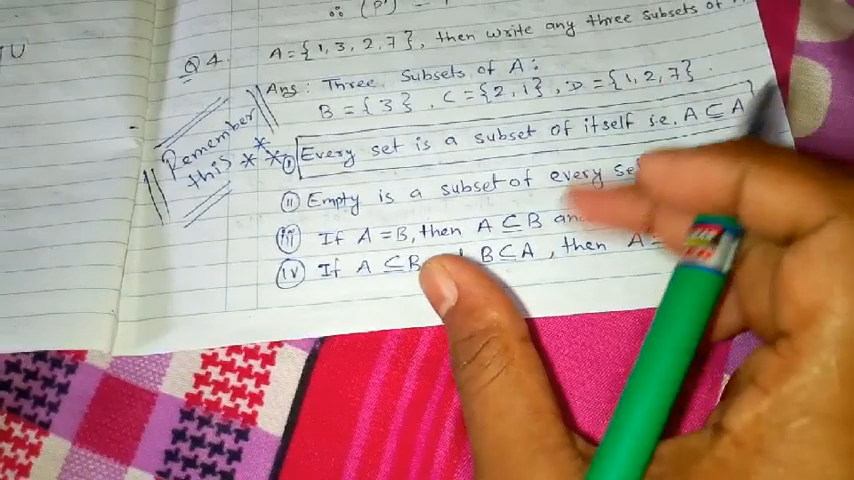 ∴ (P')
U
Q4. A = {1, 3, 2, 7}, then write any three subsets of
Ans: Three subsets of A:
B = {3}, C = {2, 1}, D = {1, 2, 7}.
Remember this ** (i) Every set is a subset of itself i.e. A ⊆ A
(ii) Empty is a subset of every
(iii) If A = B, then A ⊆ B
(iv) If A ⊆ B B ⊆ A, then